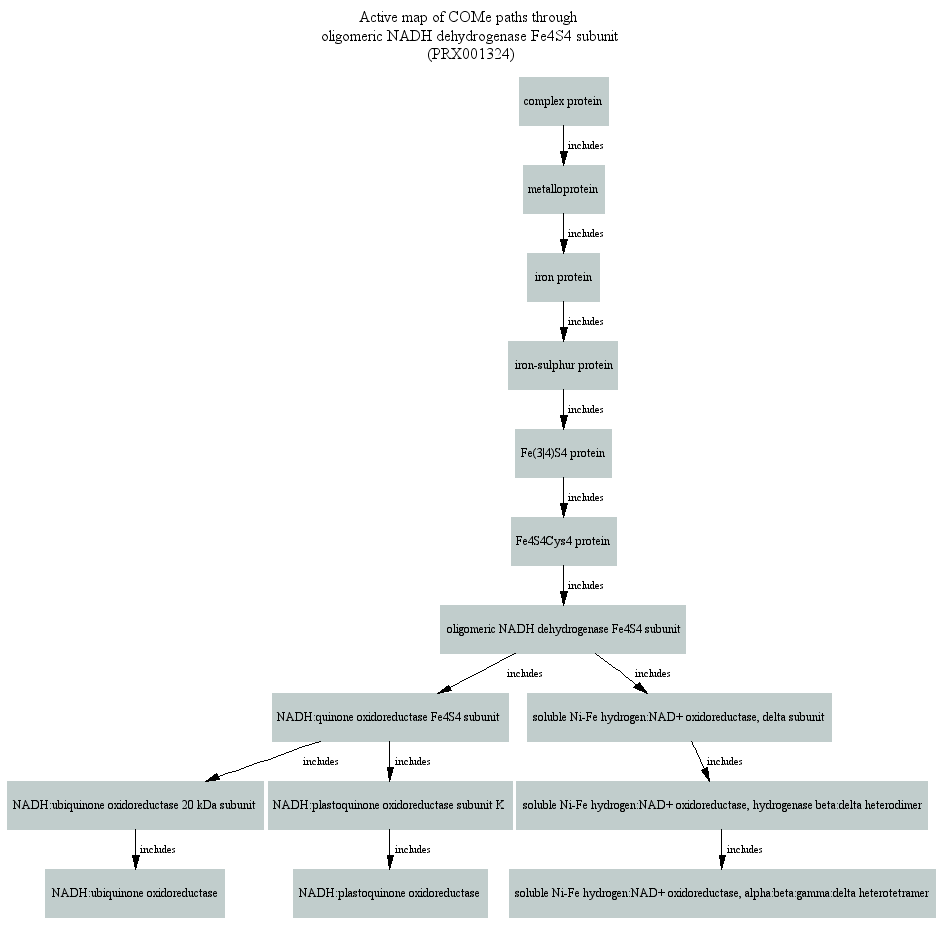 Active map of COMe paths through
oligomeric NADH dehydrogenase Fe4S4 subunit
(PRX001324)
complex protein
includes
metalloprotein
includes
iron protein
includes
iron-sulphur protein
includes
Fe(3|4)S4 protein
includes
Fe4S4Cys4 protein
includes
oligomeric NADH dehydrogenase Fe4S4 subunit
includes
includes
NADH:quinone oxidoreductase Fe4S4 subunit
soluble Ni-Fe hydrogen:NAD+ oxidoreductase, delta subunit
includes
includes
includes
NADH:ubiquinone oxidoreductase 20 kDa subunit
NADH:plastoquinone oxidoreductase subunit K
soluble Ni-Fe hydrogen:NAD+ oxidoreductase, hydrogenase beta:delta heterodimer
includes
includes
includes
NADH:ubiquinone oxidoreductase
NADH:plastoquinone oxidoreductase
soluble Ni-Fe hydrogen:NAD+ oxidoreductase, alpha:beta:gamma:delta heterotetramer